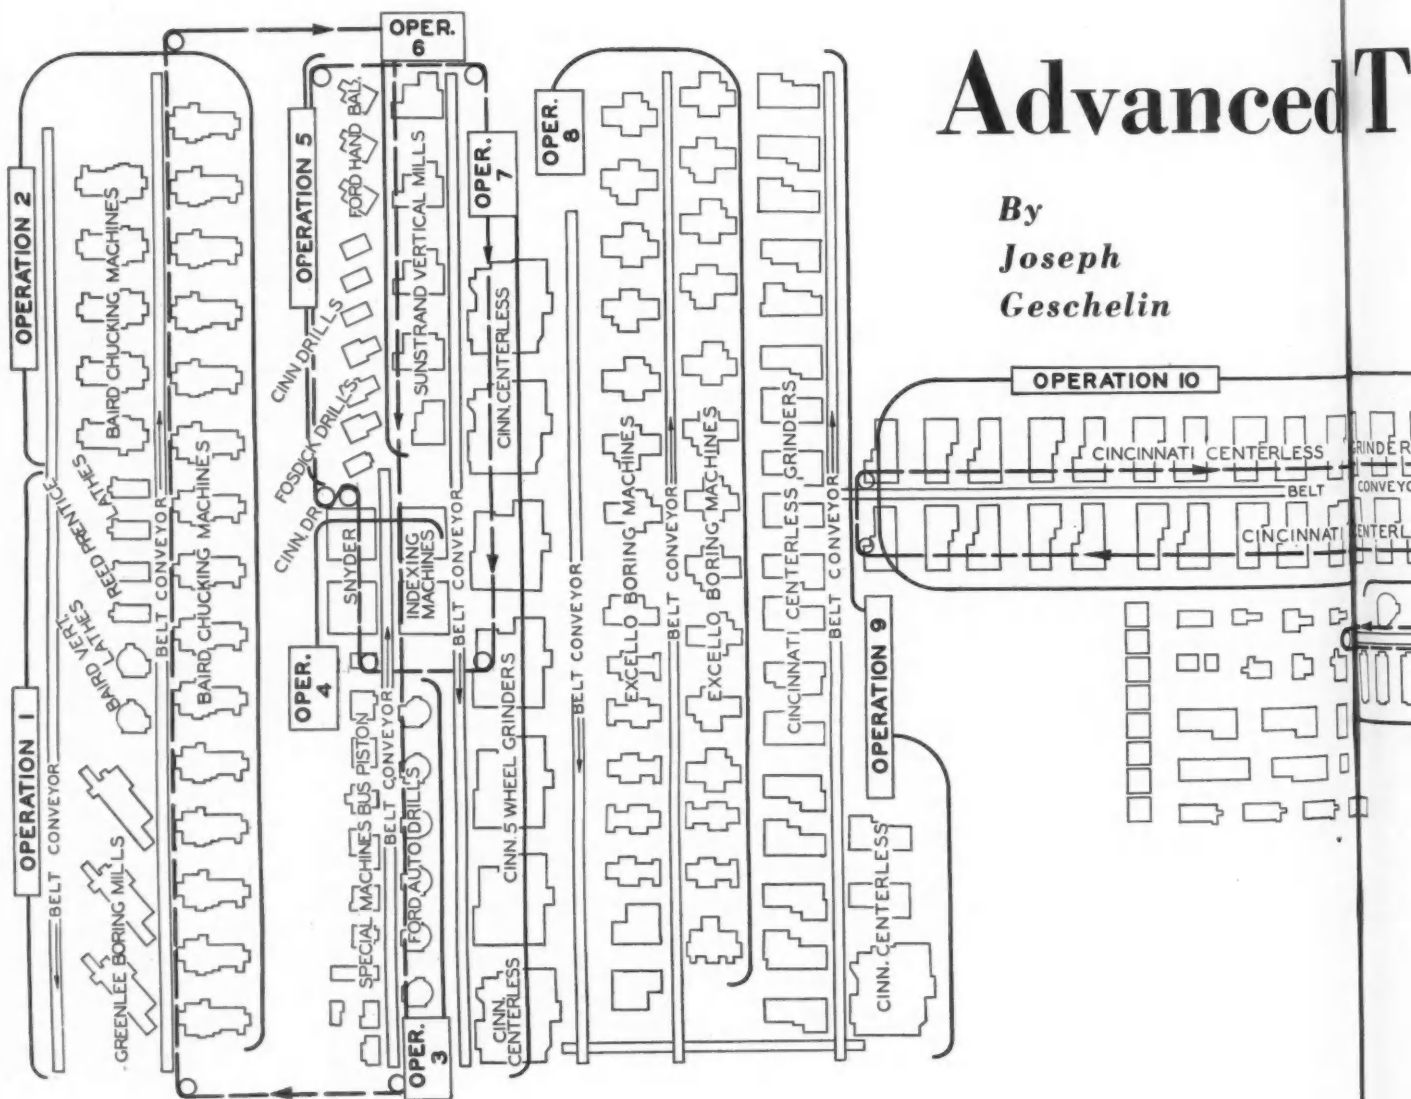 Advanced T
By
Joseph
Geschelin
OPERATION 1
OPERATION 2
BELT CONVEYOR
GREENLEE BORING MILLS
BAIRD VERT.
LATHES
REED PRENTICE
LATHES
BAIRD CHUCKING MACHINES
BELT CONVEYOR
BAIRD CHUCKING MACHINES
OPER.
6
OPERATION 5
FORD HAND BAL.
CINN DRILLS
FOSDICK DRILLS
CINN. DR
SUNSTRAND VERTICAL MILLS
OPER.
7
CINN. CENTERLESS
SNYDER
INDEXING
MACHINES
BELT CONVEYOR
OPER.
4
SPECIAL MACHINES BUS PISTON
BELT CONVEYOR
FORD AUTO DRILLS
CINN. 5 WHEEL GRINDERS
OPER.
3
CINN.
CENTERLESS
OPER.
8
BELT CONVEYOR
EXCELLO BORING MACHINES
BELT CONVEYOR
EXCELLO BORING MACHINES
CINCINNATI CENTERLESS GRINDERS
BELT CONVEYOR
OPERATION 9
CINN. CENTERLESS
OPERATION 10
CINCINNATI CENTERLESS GRINDER
BELT CONVEYO
CINCINNATI CENTERL